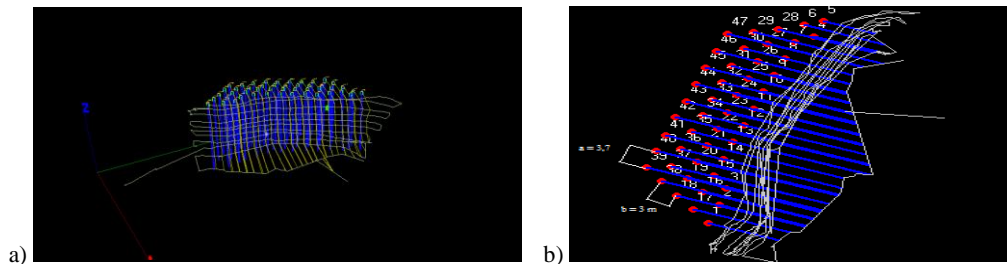 a)
b)
47 29 28 6 5
46 30 27 7 4
45 31 26 8
44 32 25 9
43 33 24 10
42 34 23 11
41 35 22 12
40 36 21 13
39 37 20 14
38 19 15
18 16 3
17 2
1
a = 3,7
b = 3 m